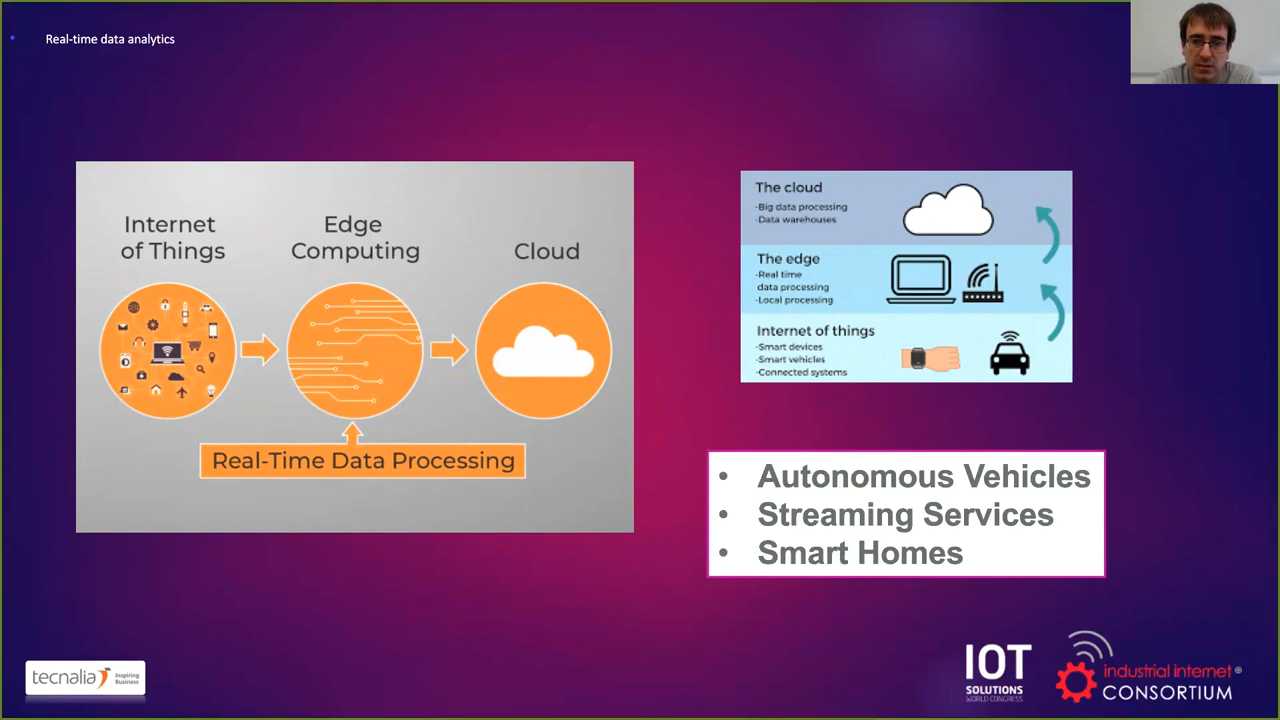 Real-time data analytics
Internet
of Things
Edge
Computing
Cloud
Real-Time Data Processing
The cloud
-Big data processing
-Data warehouses
The edge
-Real time
data processing
-Local processing
Internet of things
-Smart devices
-Smart vehicles
-Connected systems
• Autonomous Vehicles
• Streaming Services
• Smart Homes
tecnalia Inspiring
Business
IOT
SOLUTIONS
WORLD CONGRESS
industrial internet®
CONSORTIUM